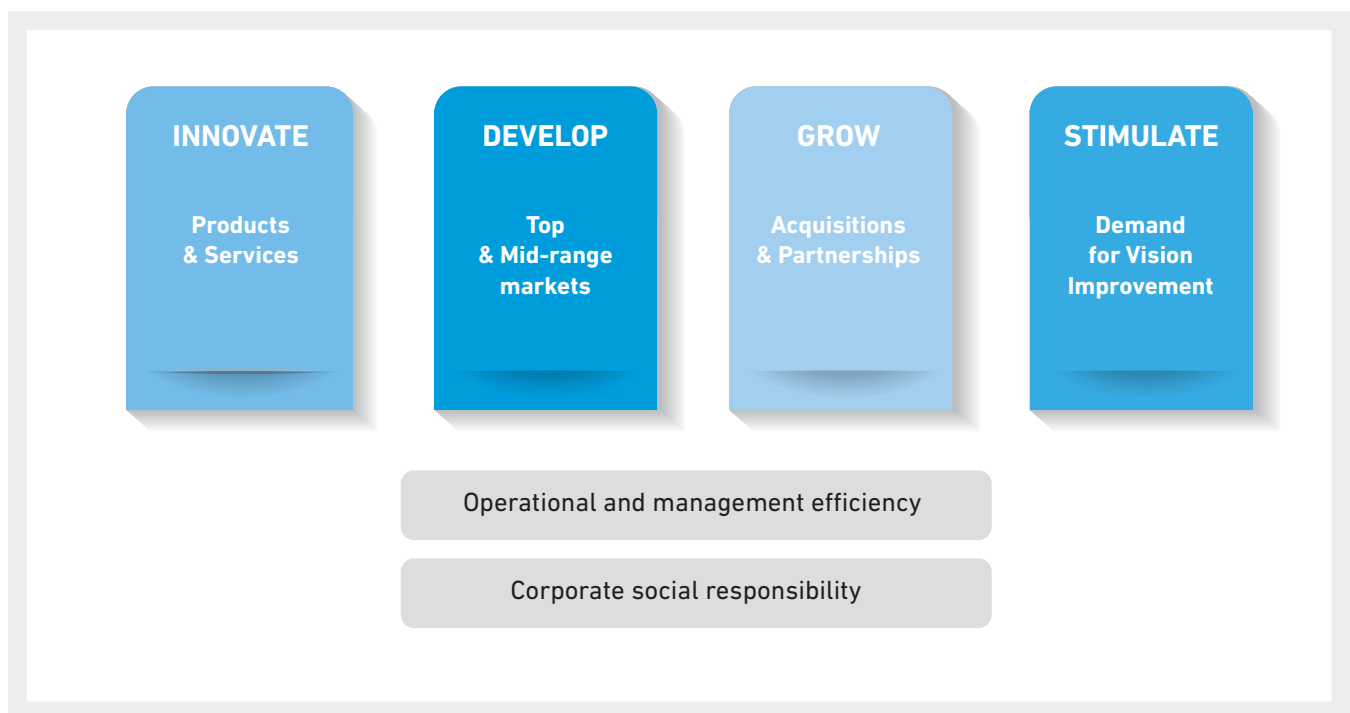 INNOVATE
Products
& Services
DEVELOP
Top
& Mid-range
markets
GROW
Acquisitions
& Partnerships
STIMULATE
Demand
for Vision
Improvement
Operational and management efficiency
Corporate social responsibility